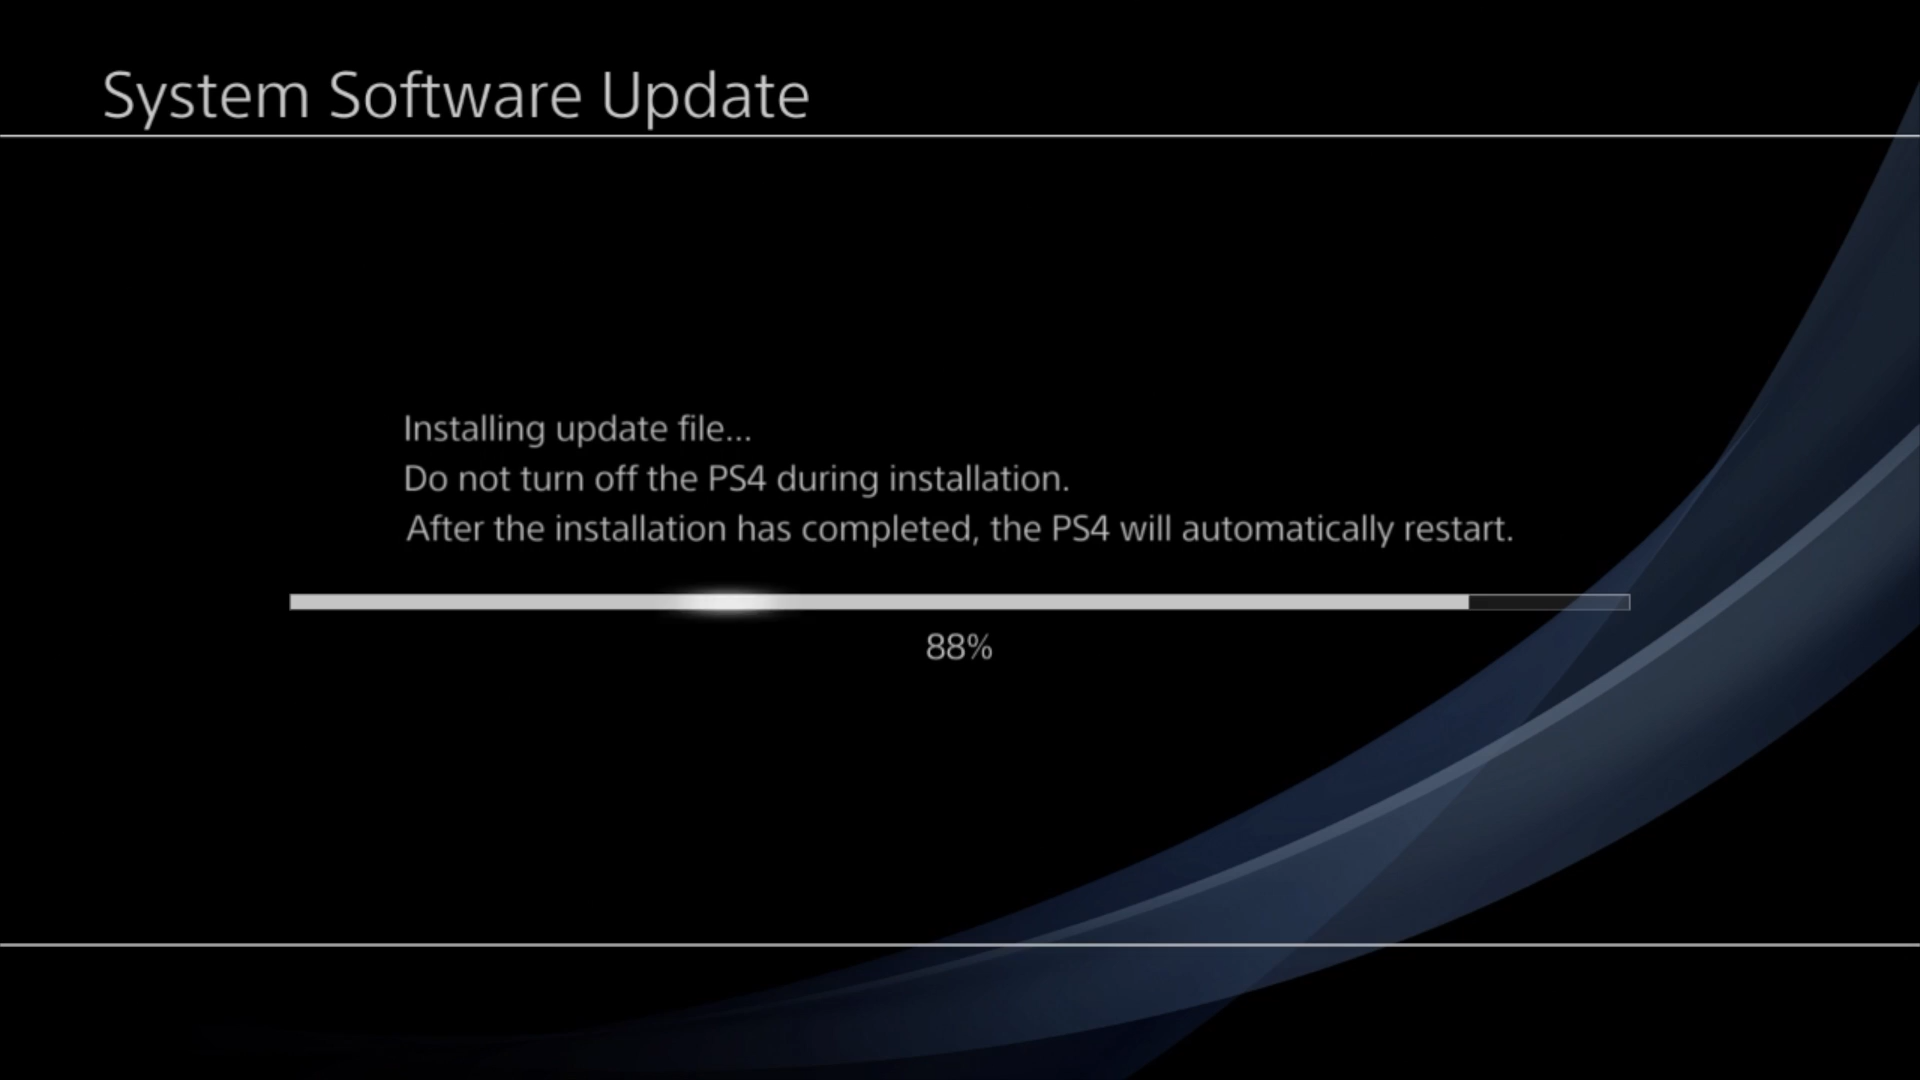 System Software Update
Installing update file...
Do not turn off the PS4 during installation.
After the installation has completed, the PS4 will automatically restart.
88%